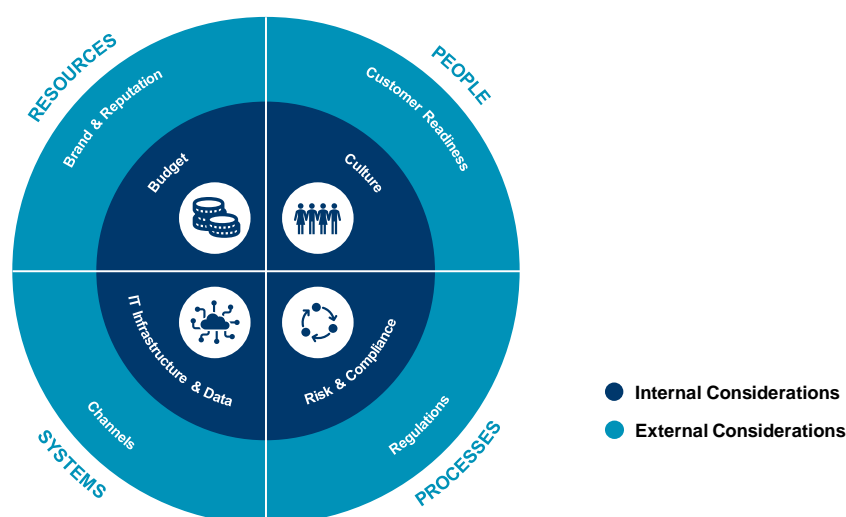 RESOURCES
PEOPLE
Brand & Reputation
Customer Readiness
Budget
Culture
IT Infrastructure & Data
Risk & Compliance
Channels
Regulations
SYSTEMS
PROCESSES
Internal Considerations
External Considerations